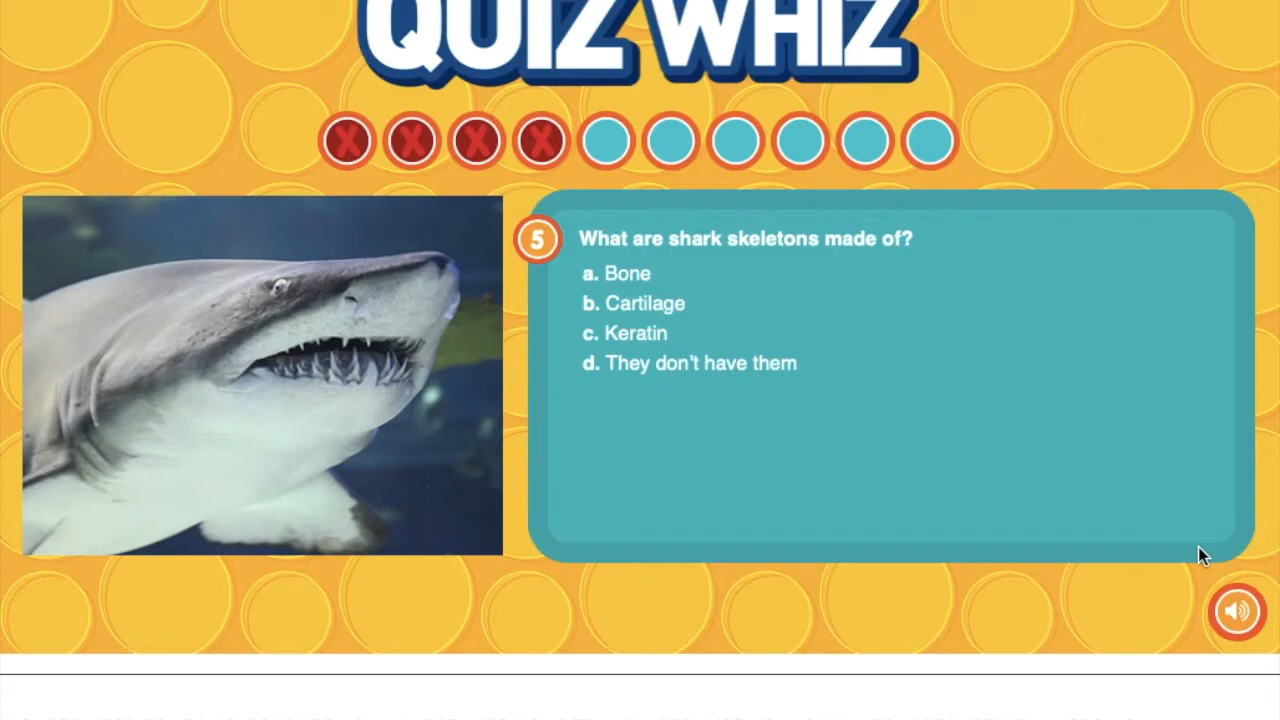 QUIZ WHIZ
X X X X
5 What are shark skeletons made of?
a. Bone
b. Cartilage
c. Keratin
d. They don't have them